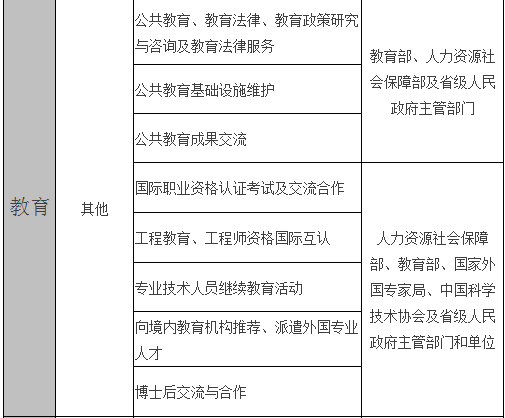 教育
其他
公共教育、教育法律、教育政策研究
与咨询及教育法律服务
公共教育基础设施维护
公共教育成果交流
教育部、人力资源社
会保障部及省级人民
政府主管部门
国际职业资格认证考试及交流合作
工程教育、工程师资格国际互认
专业技术人员继续教育活动
向境内教育机构推荐、派遣外国专业
人才
博士后交流与合作
人力资源社会保障
部、教育部、国家外
国专家局、中国科学
技术协会及省级人民
政府主管部门和单位